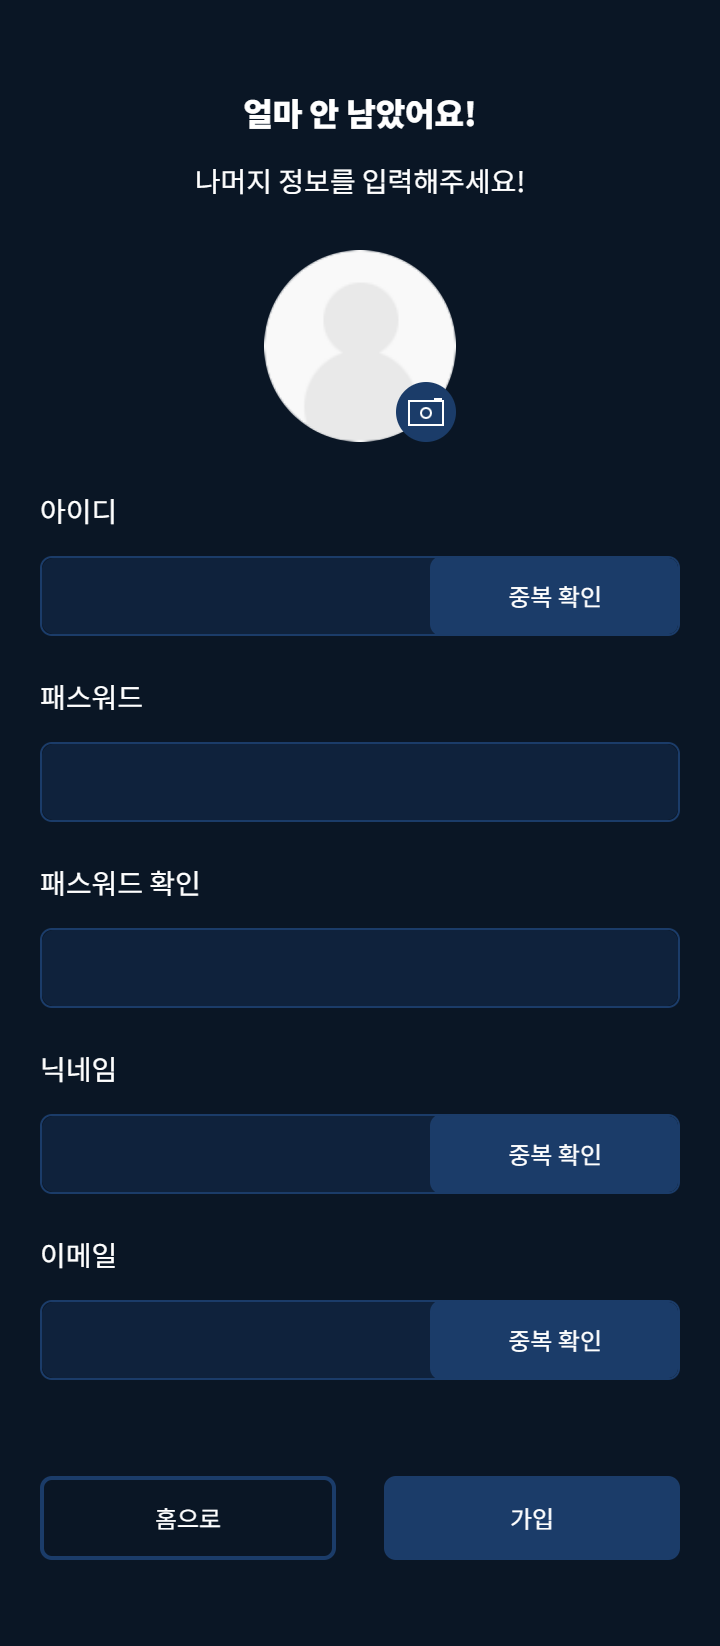 얼마 안 남았어요!
나머지 정보를 입력해주세요!
아이디
중복 확인
패스워드
패스워드 확인
닉네임
중복 확인
이메일
중복 확인
홈으로
가입